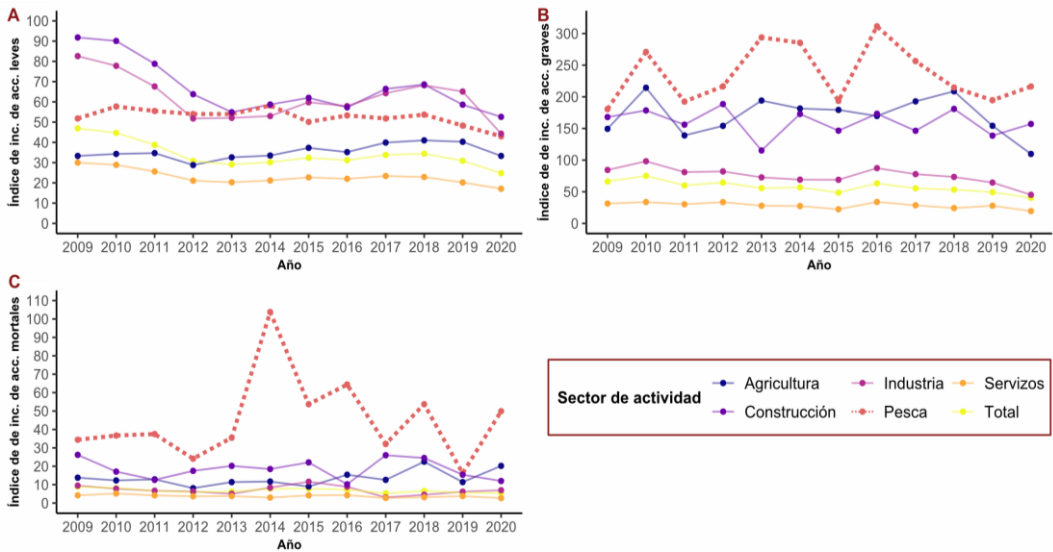 A
Índice de inc. de acc. leves
100
90
80
70
60
50
40
30
20
10
0
2009 2010 2011 2012 2013 2014 2015 2016 2017 2018 2019 2020
Año
B
Índice de inc. de acc. graves
300
250
200
150
100
50
0
2009 2010 2011 2012 2013 2014 2015 2016 2017 2018 2019 2020
Año
C
Índice de inc. de acc. mortales
110
100
90
80
70
60
50
40
30
20
10
0
2009 2010 2011 2012 2013 2014 2015 2016 2017 2018 2019 2020
Año
Sector de actividad
Agricultura Industria Servizos
Construcción Pesca Total